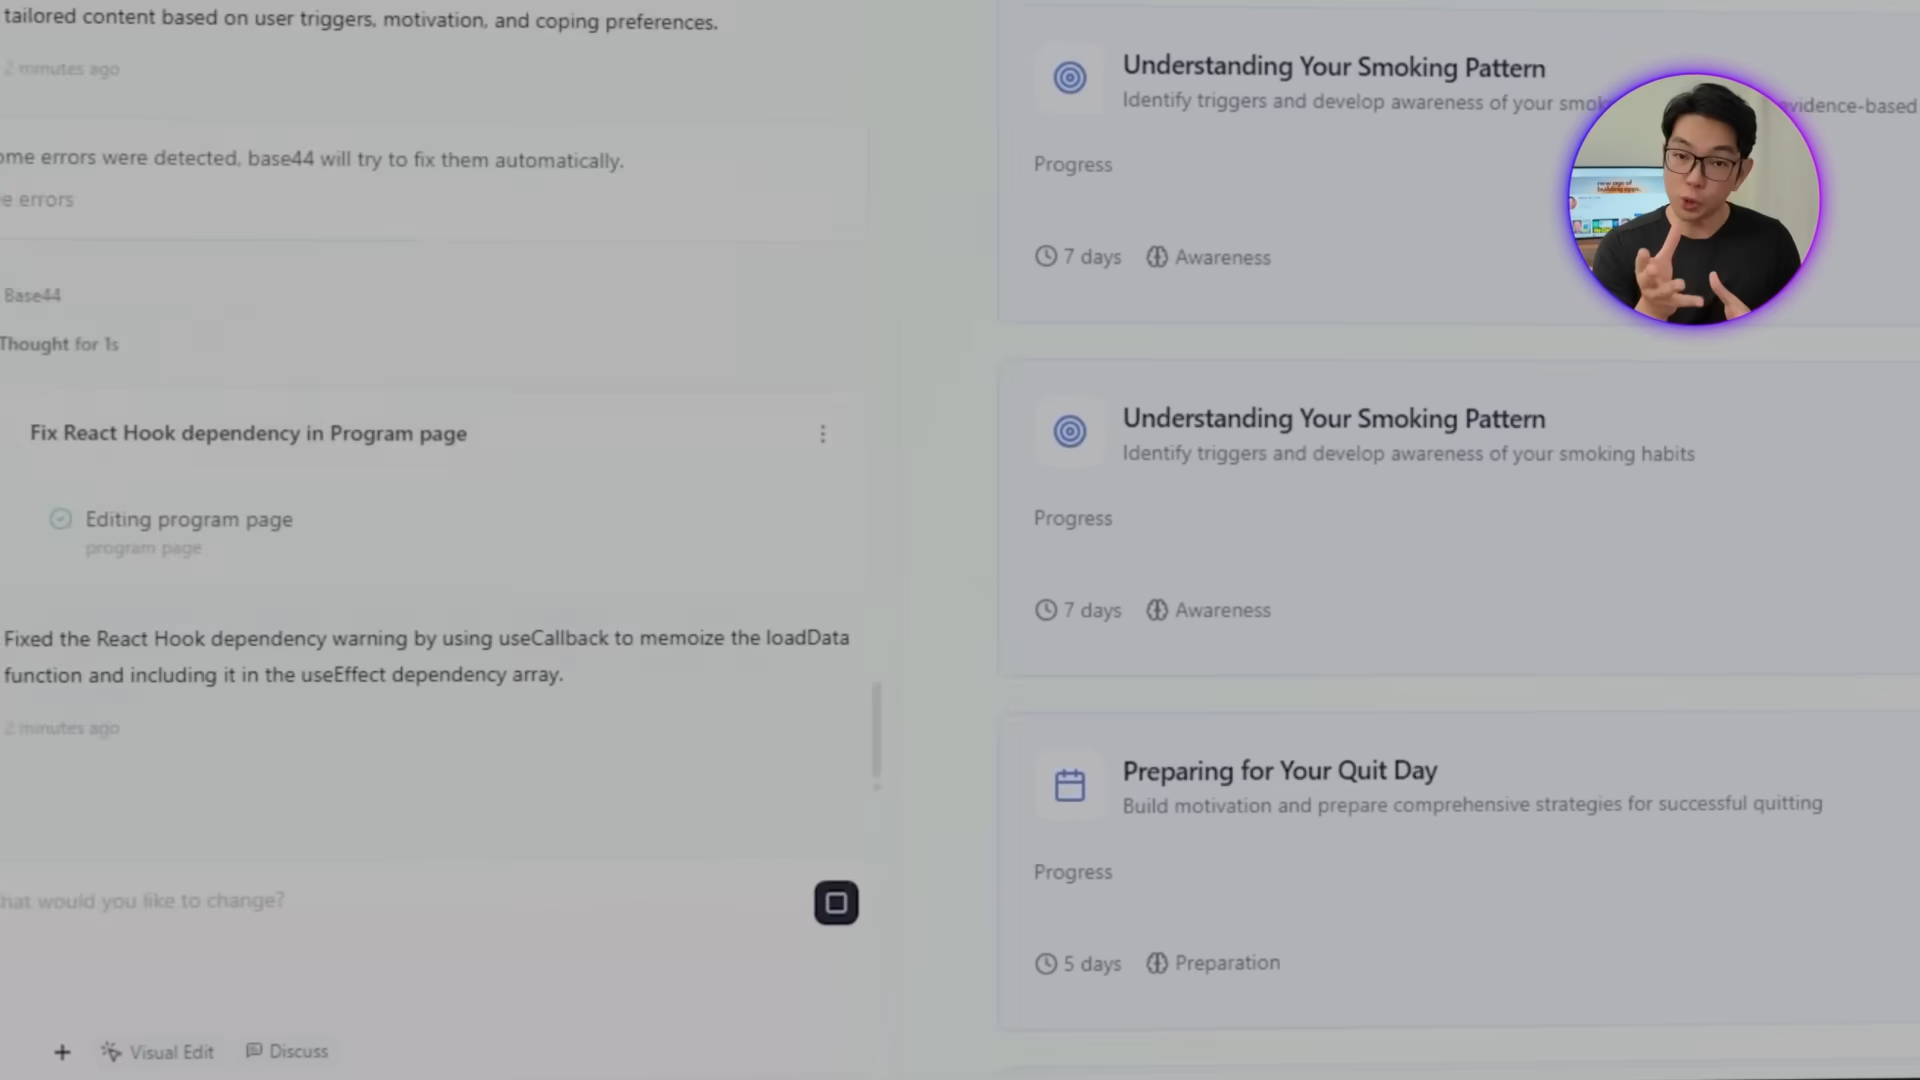 tailored content based on user triggers, motivation, and coping preferences.
2 minutes ago
ome errors were detected, base44 will try to fix them automatically.
e errors
Base44
Thought for 1s
Fix React Hook dependency in Program page
Editing program page
program page
Fixed the React Hook dependency warning by using useCallback to memoize the loadData
function and including it in the useEffect dependency array.
2 minutes ago
hat would you like to change?
Visual Edit
Discuss
Understanding Your Smoking Pattern
Identify triggers and develop awareness of your smok
evidence-based
Progress
7 days
Awareness
new age of
building apps.
Understanding Your Smoking Pattern
Identify triggers and develop awareness of your smoking habits
Progress
7 days
Awareness
Preparing for Your Quit Day
Build motivation and prepare comprehensive strategies for successful quitting
Progress
5 days
Preparation